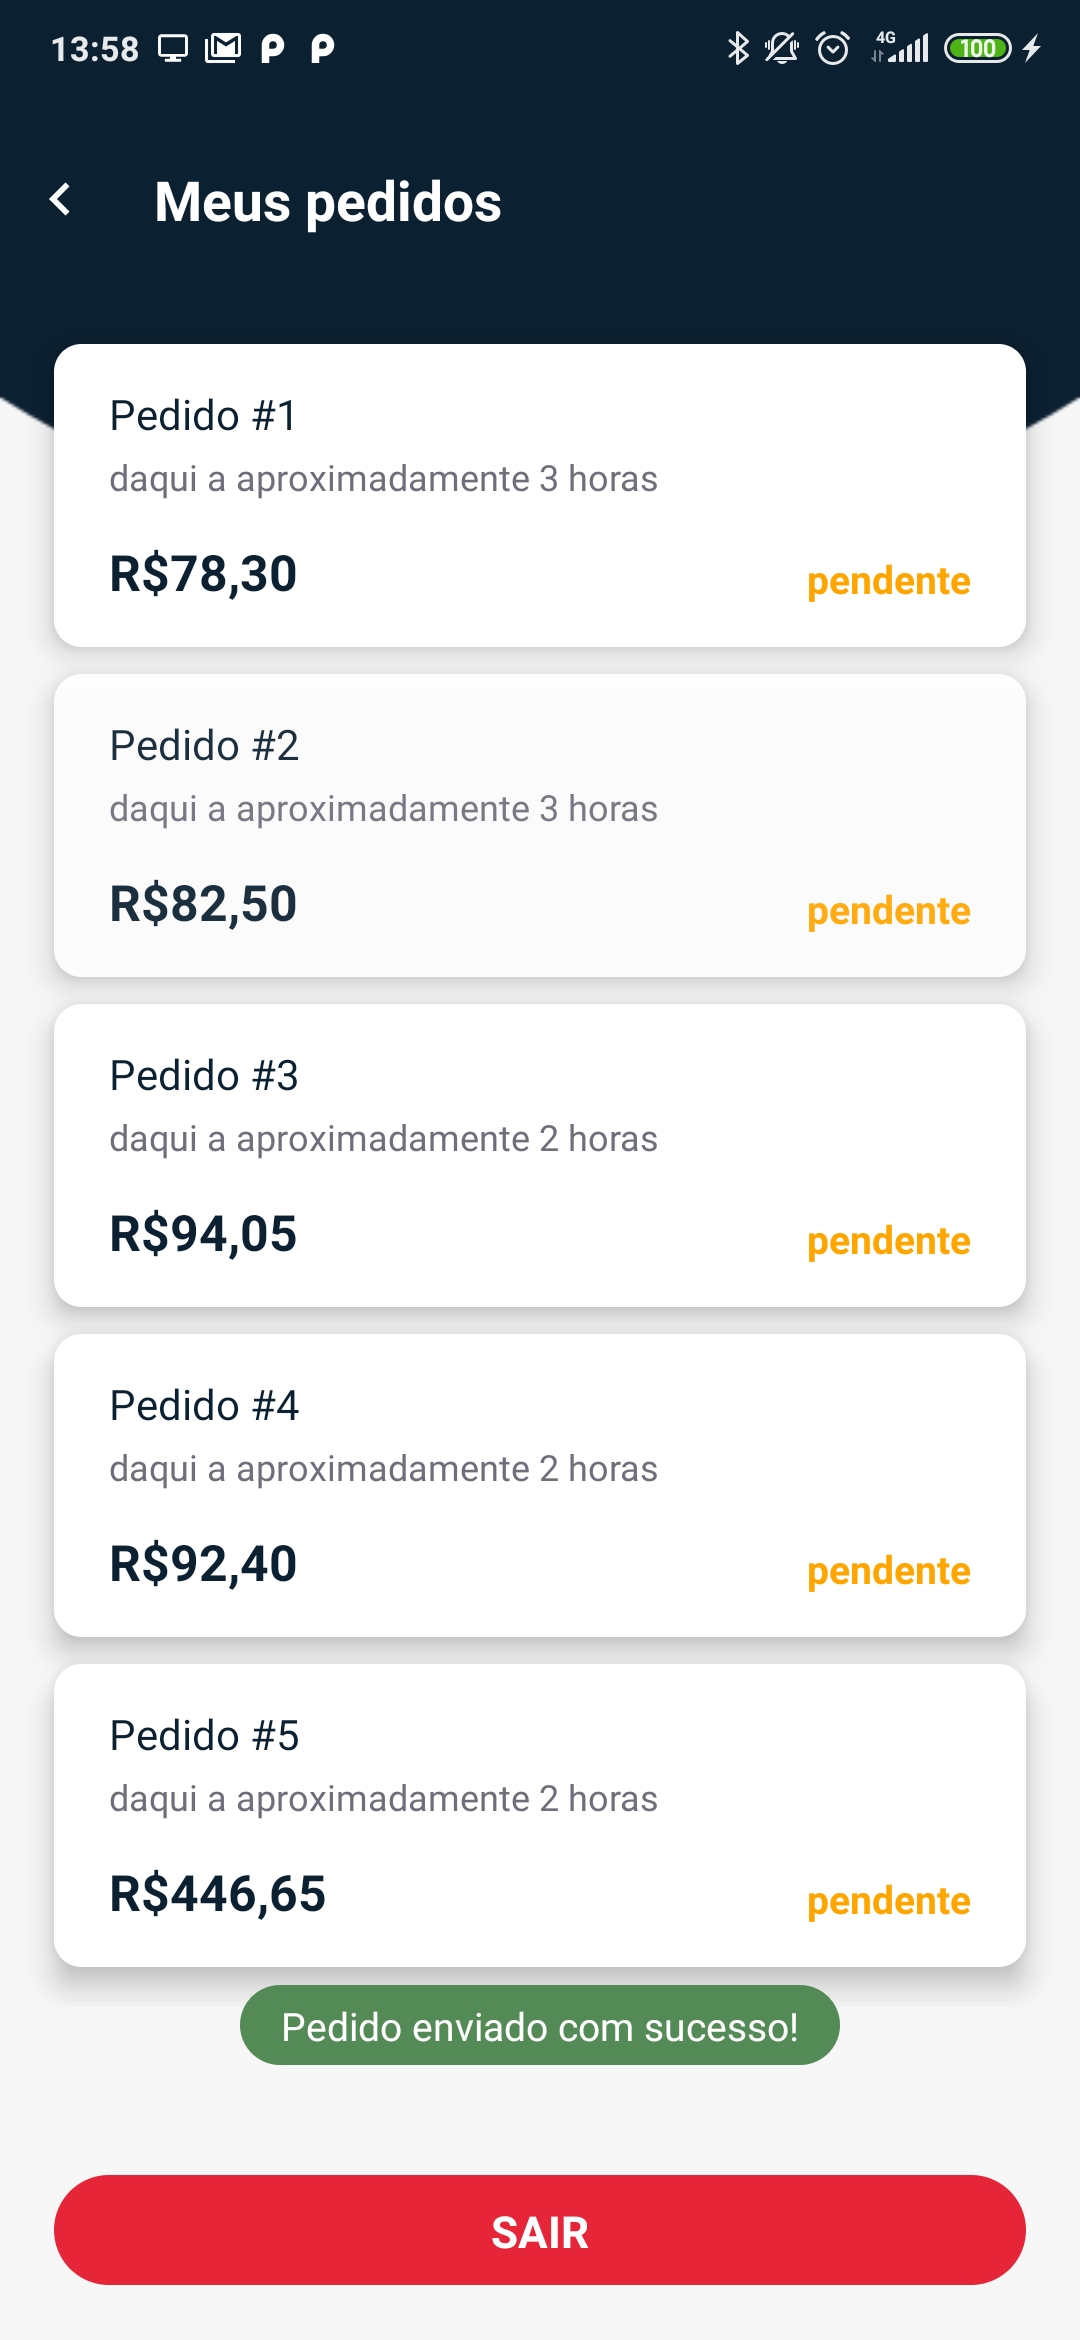 13:58
4G
100
Meus pedidos
Pedido #1
daqui a aproximadamente 3 horas
R$78,30
pendente
Pedido #2
daqui a aproximadamente 3 horas
R$82,50
pendente
Pedido #3
daqui a aproximadamente 2 horas
R$94,05
pendente
Pedido #4
daqui a aproximadamente 2 horas
R$92,40
pendente
Pedido #5
daqui a aproximadamente 2 horas
R$446,65
pendente
Pedido enviado com sucesso!
SAIR